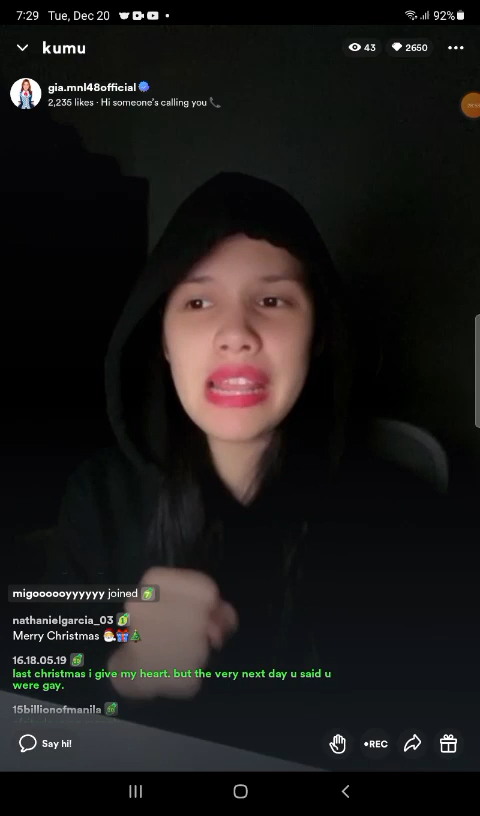 7:29 Tue, Dec 20 92%
kumu 43 2650
gia.mnl48official
2,235 likes · Hi someone's calling you
migoooooyyyyyy joined
nathanielgarcia_03
Merry Christmas
16.18.05.19
last christmas i give my heart. but the very next day u said u
were gay.
15billionofmanila
Say hi! •REC